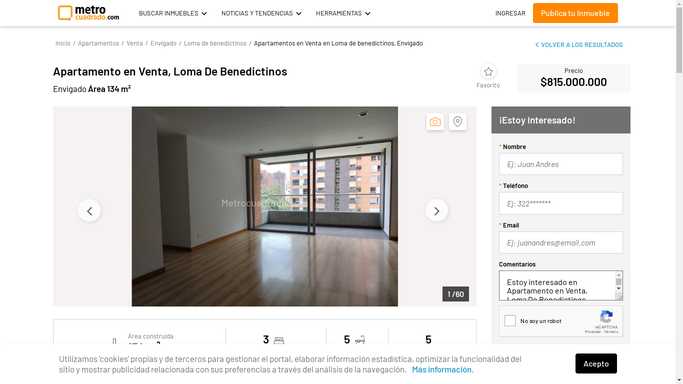 metro
cuadrado.com
BUSCAR INMUEBLES
NOTICIAS Y TENDENCIAS
HERRAMIENTAS
INGRESAR
Publica tu inmueble
Inicio / Apartamentos / Venta / Envigado / Loma de benedictinos / Apartamentos en Venta en Loma de benedictinos, Envigado
VOLVER A LOS RESULTADOS
Apartamento en Venta, Loma De Benedictinos
Envigado Área 134 m²
Favorito
Precio
$815.000.000
Metrocuadrado
1 / 60
¡Estoy Interesado!
* Nombre
Ej: Juan Andres
* Teléfono
Ej: 322*******
* Email
Ej: juanandres@email.com
Comentarios
Estoy interesado en
Apartamento en Venta,
Loma De Benedictinos
No soy un robot
reCAPTCHA
Privacidad - Términos
Área construida
3
5
5
Utilizamos 'cookies' propias y de terceros para gestionar el portal, elaborar información estadística, optimizar la funcionalidad del
sitio y mostrar publicidad relacionada con sus preferencias a través del análisis de la navegación. Más información.
Acepto